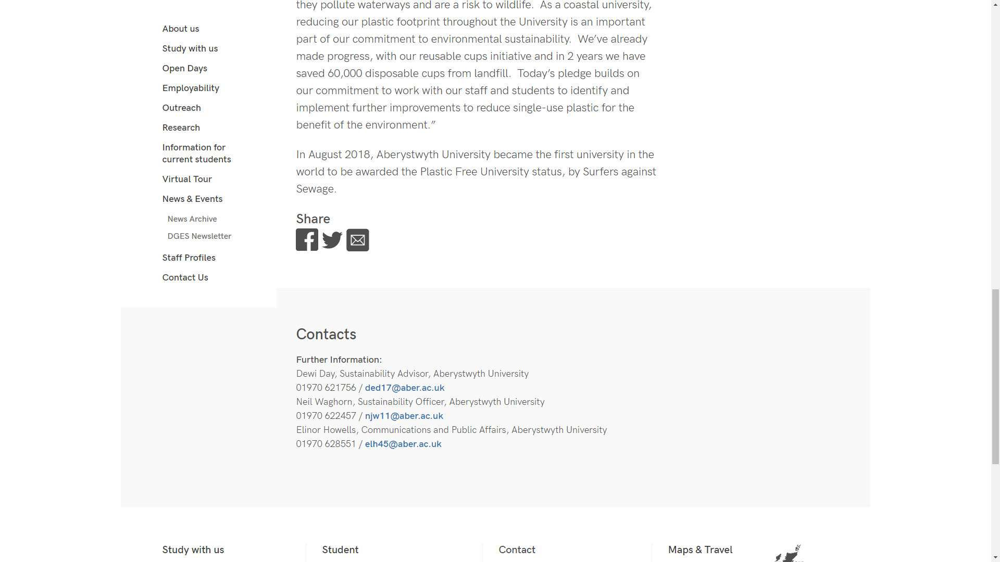 About us
Study with us
Open Days
Employability
Outreach
Research
Information for
current students
Virtual Tour
News & Events
News Archive
DGES Newsletter
Staff Profiles
Contact Us
they pollute waterways and are a risk to wildlife.  As a coastal university,
reducing our plastic footprint throughout the University is an important
part of our commitment to environmental sustainability.  We’ve already
made progress, with our reusable cups initiative and in 2 years we have
saved 60,000 disposable cups from landfill.  Today’s pledge builds on
our commitment to work with our staff and students to identify and
implement further improvements to reduce single-use plastic for the
benefit of the environment.”
In August 2018, Aberystwyth University became the first university in the
world to be awarded the Plastic Free University status, by Surfers against
Sewage.
Share
Contacts
Further Information:
Dewi Day, Sustainability Advisor, Aberystwyth University
01970 621756 / ded17@aber.ac.uk
Neil Waghorn, Sustainability Officer, Aberystwyth University
01970 622457 / njw11@aber.ac.uk
Elinor Howells, Communications and Public Affairs, Aberystwyth University
01970 628551 / elh45@aber.ac.uk
Study with us
Student
Contact
Maps & Travel